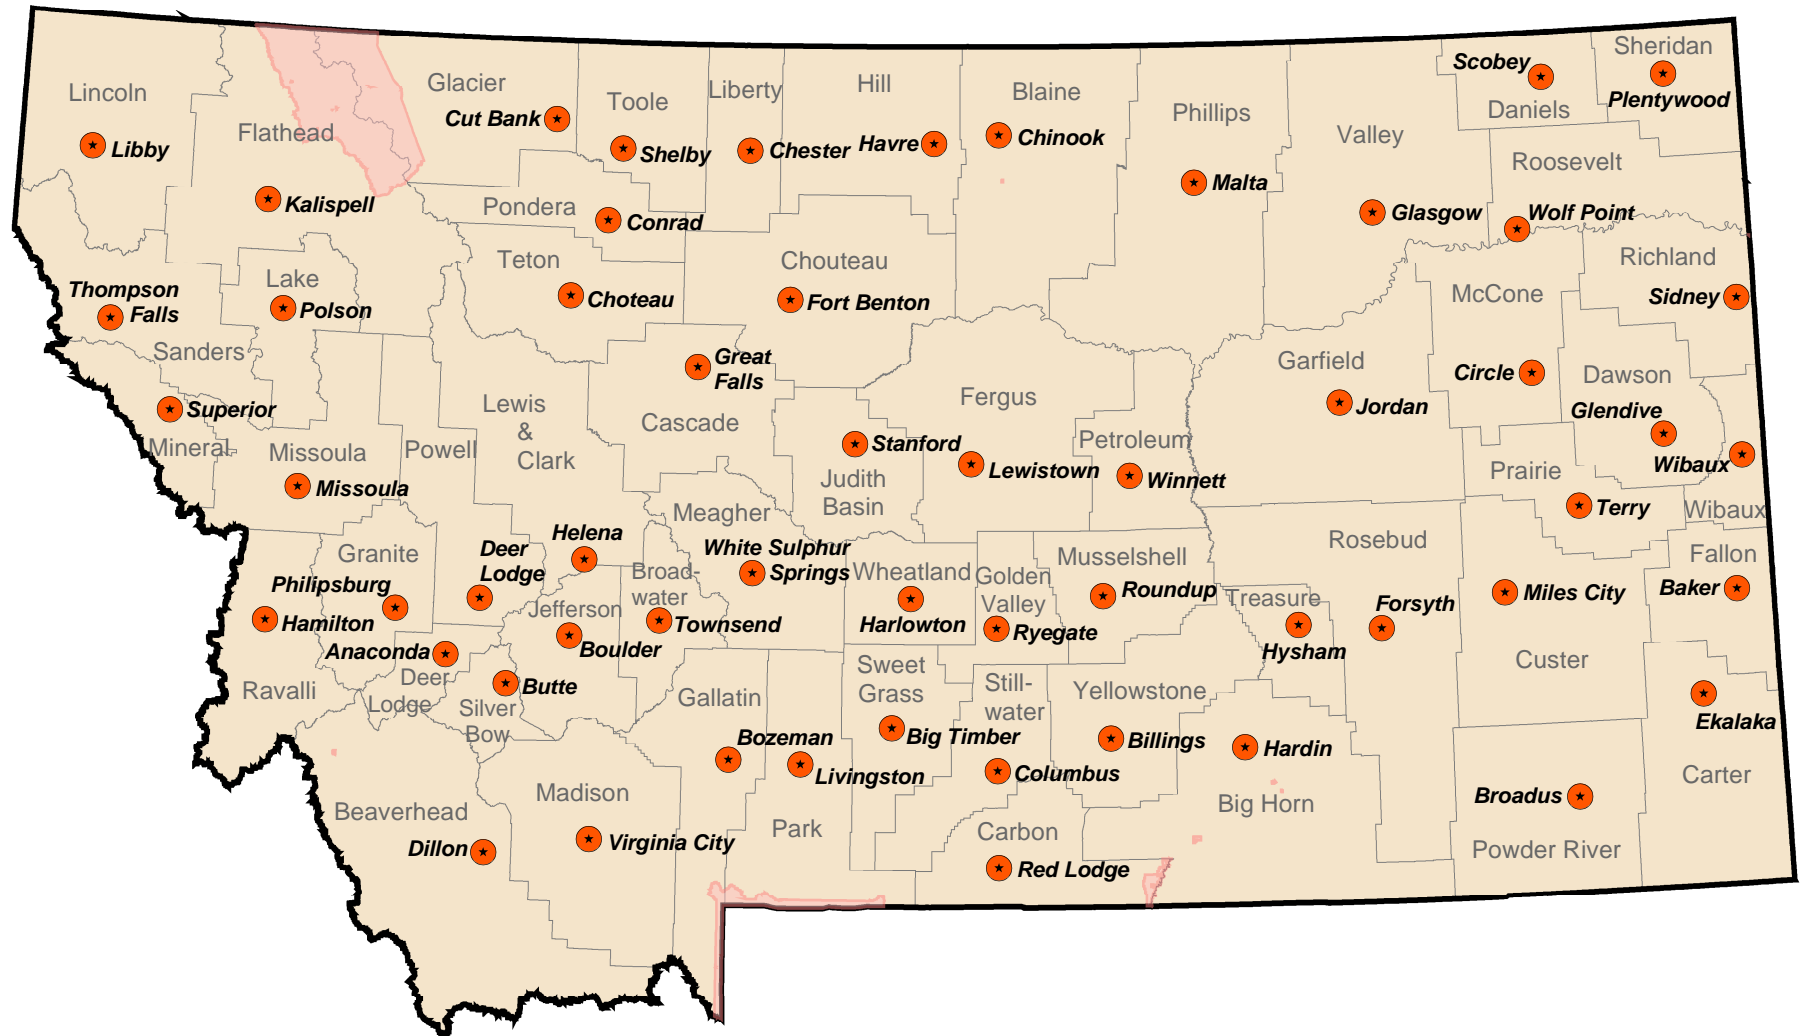 Sheridan
Scobey
Plentywood
Daniels
Lincoln
Glacier
Toole
Liberty
Hill
Blaine
Phillips
Valley
Roosevelt
Flathead
Cut Bank
Libby
Shelby
Chester
Havre
Chinook
Malta
Kalispell
Pondera
Conrad
Glasgow
Wolf Point
Teton
Chouteau
Richland
Lake
Thompson
Falls
Polson
Choteau
Fort Benton
McCone
Sidney
Sanders
Great
Falls
Garfield
Circle
Dawson
Superior
Lewis
&
Clark
Cascade
Fergus
Jordan
Glendive
Mineral
Missoula
Powell
Stanford
Petroleum
Wibaux
Missoula
Judith
Basin
Lewistown
Winnett
Prairie
Terry
Wibaux
Meagher
Helena
Granite
Deer
Lodge
White Sulphur
Springs
Musselshell
Rosebud
Fallon
Philipsburg
Broad-
water
Wheatland
Golden
Valley
Roundup
Treasure
Forsyth
Miles City
Baker
Hamilton
Jefferson
Townsend
Harlowton
Ryegate
Hysham
Anaconda
Boulder
Custer
Ravalli
Deer
Lodge
Butte
Silver
Bow
Gallatin
Sweet
Grass
Still-
water
Yellowstone
Ekalaka
Bozeman
Big Timber
Billings
Hardin
Livingston
Columbus
Carter
Beaverhead
Madison
Park
Carbon
Big Horn
Broadus
Dillon
Virginia City
Red Lodge
Powder River